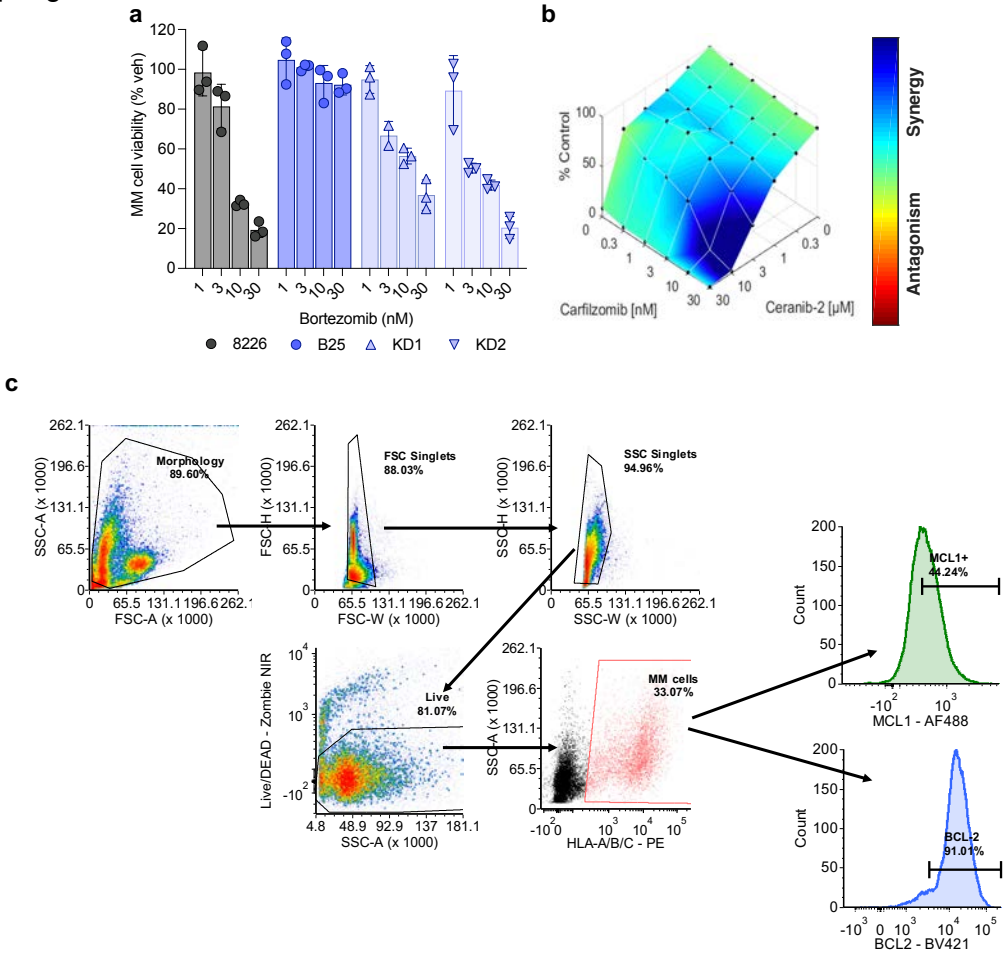 a
120
100
80
60
40
20
0
MM cell viability (% veh)
1 3 10 30 1 3 10 30 1 3 10 30 1 3 10 30
Bortezomib (nM)
8226 B25 KD1 KD2
b
% Control
100
50
0
0
0.3
1
3
10
30
Carfilzomib [nM]
30
10
3
1
0.3
0
Ceranib-2 [µM]
Synergy
Antagonism
c
262.1
196.6
131.1
65.5
0
SSC-A (x 1000)
Morphology
89.60%
0 65.5 131.1 196.6 262.1
FSC-A (x 1000)
262.1
196.6
131.1
65.5
0
FSC-H (x 1000)
FSC Singlets
88.03%
0 65.5 131.1 196.6 262.1
FSC-W (x 1000)
262.1
196.6
131.1
65.5
0
SSC-H (x 1000)
SSC Singlets
94.96%
0 65.5 131.1 196.6 262.1
SSC-W (x 1000)
10⁴
10³
-10²
Live/DEAD - Zombie NIR
Live
81.07%
4.8 48.9 92.9 137 181.1
SSC-A (x 1000)
262.1
196.6
131.1
65.5
0
SSC-A (x 1000)
MM cells
33.07%
-10² 0 10³ 10⁴ 10⁵
HLA-A/B/C - PE
200
150
100
50
0
Count
MCL1+
44.24%
-10² 10³
MCL1 - AF488
200
150
100
50
0
Count
BCL-2
91.01%
-10³ 0 10³ 10⁴ 10⁵
BCL2 - BV421